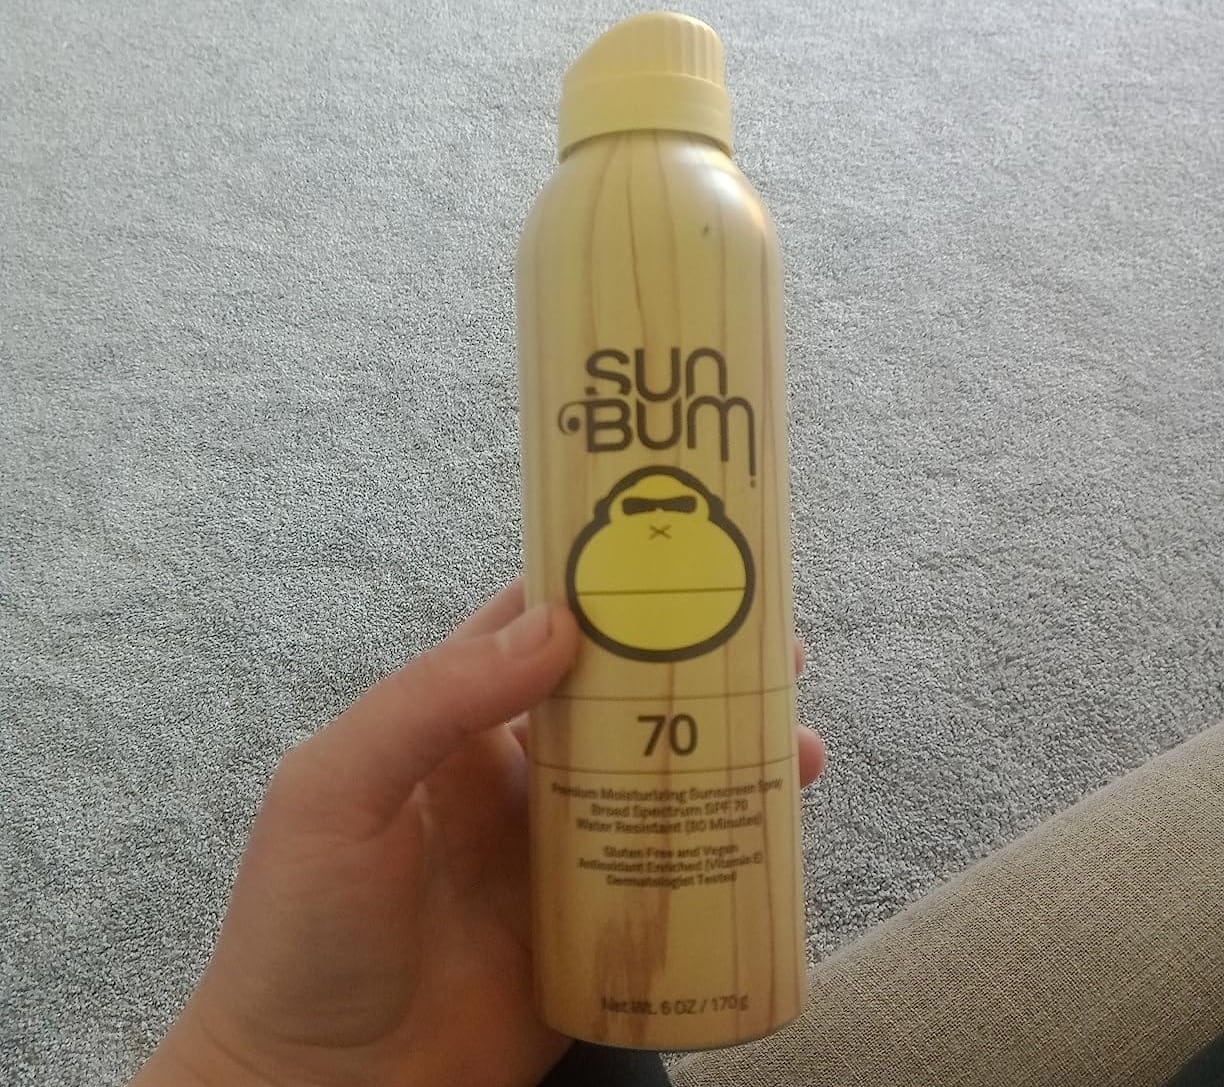 SUN
BUM
70
Premium Moisturizing Sunscreen Spray
Broad Spectrum SPF 70
Water Resistant (80 Minutes)
Gluten Free and Vegan
Antioxidant Enriched (Vitamin E)
Dermatologist Tested
Net Wt. 6 OZ / 170 g